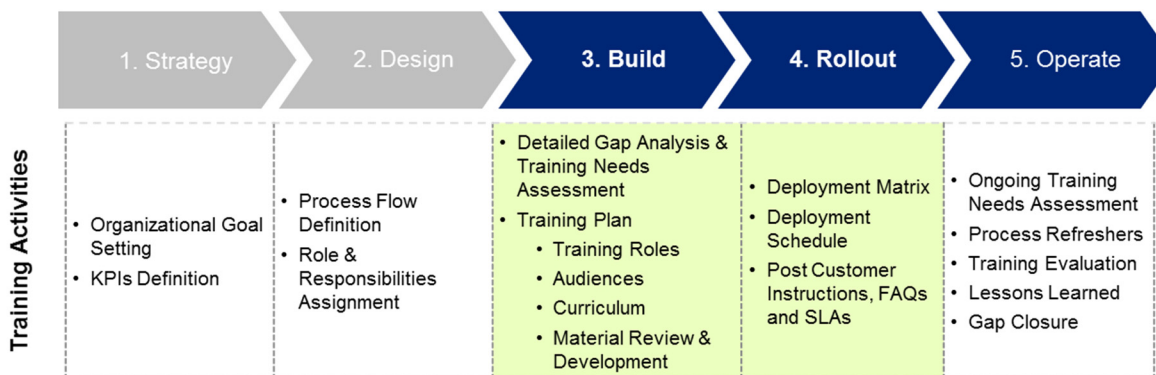 1. Strategy
2. Design
3. Build
4. Rollout
5. Operate
Training Activities
• Organizational Goal
Setting
• KPIs Definition
• Process Flow
Definition
• Role &
Responsibilities
Assignment
• Detailed Gap Analysis &
Training Needs
Assessment
• Training Plan
• Training Roles
• Audiences
• Curriculum
• Material Review &
Development
• Deployment Matrix
• Deployment
Schedule
• Post Customer
Instructions, FAQs
and SLAs
• Ongoing Training
Needs Assessment
• Process Refreshers
• Training Evaluation
• Lessons Learned
• Gap Closure